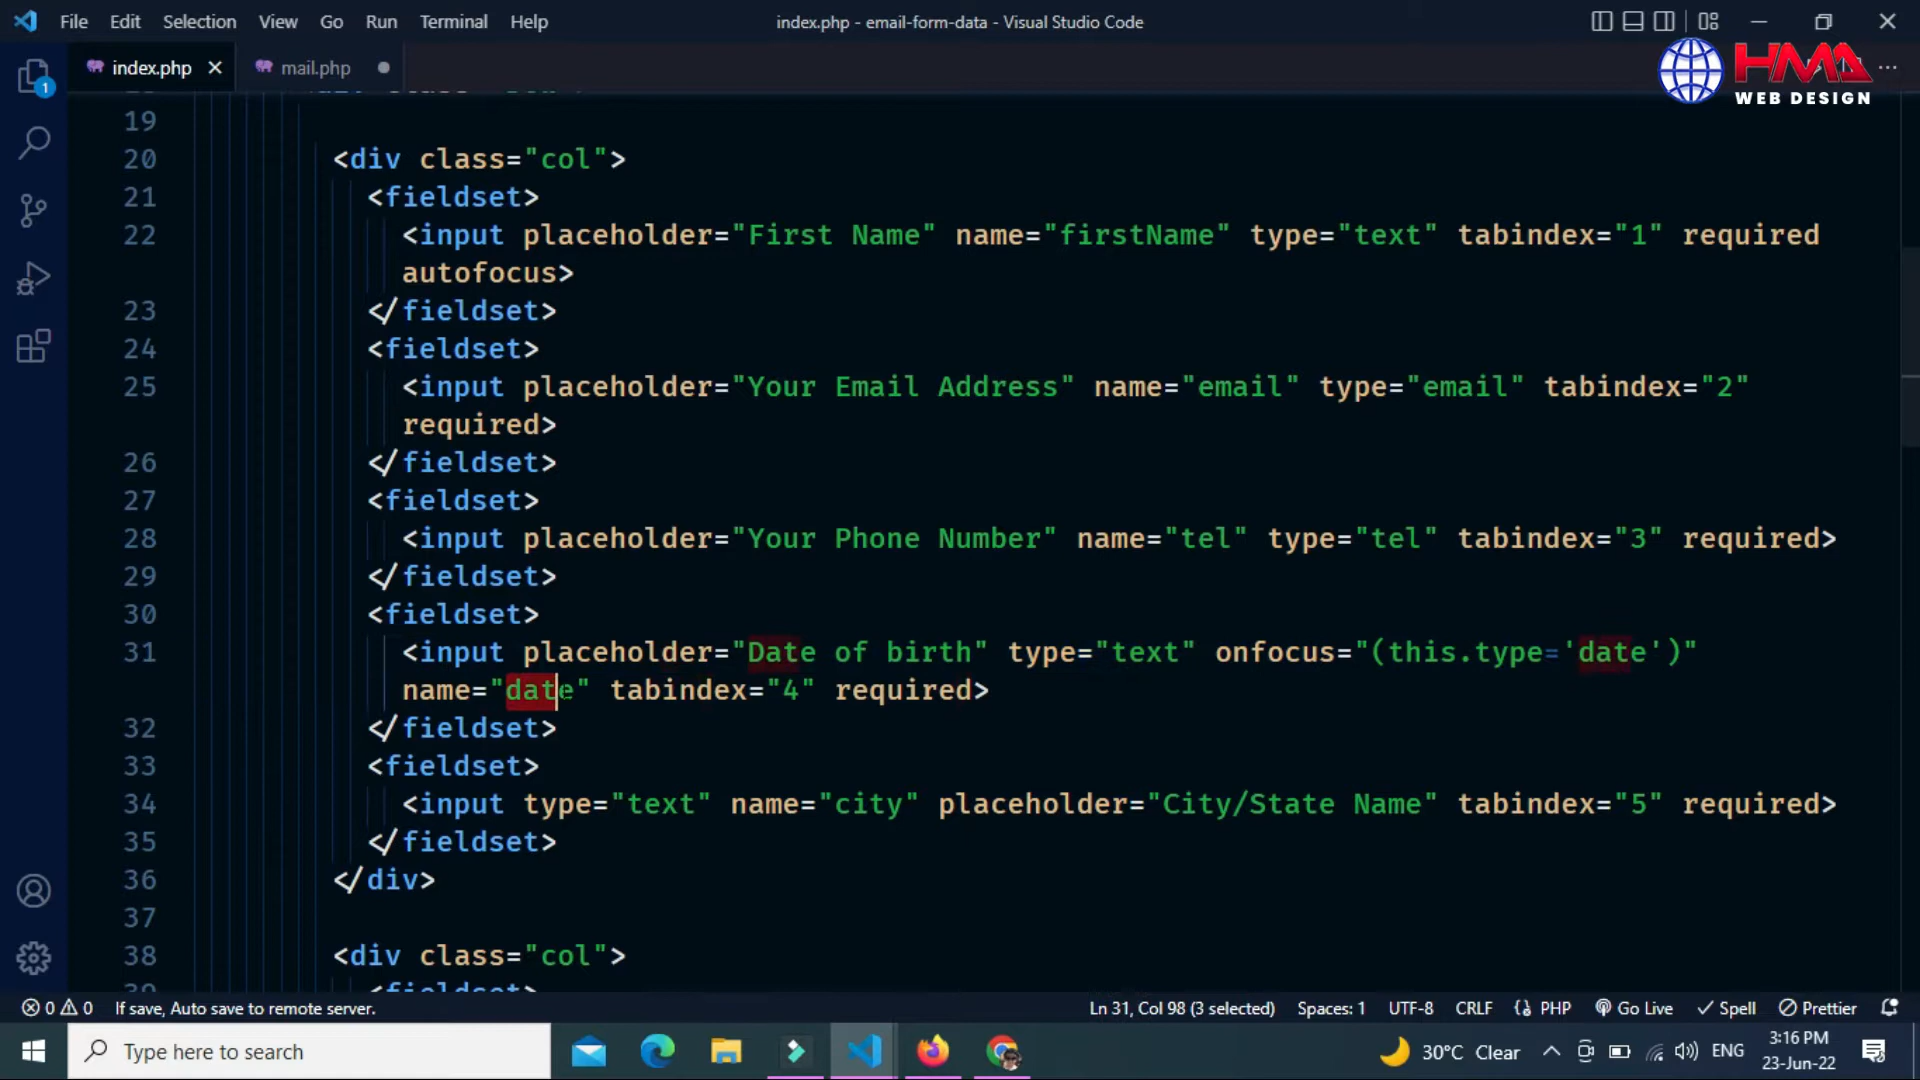 File Edit Selection View Go Run Terminal Help index.php - email-form-data - Visual Studio Code
index.php mail.php
HMA
WEB DESIGN
1
19
20 <div class="col">
21 <fieldset>
22 <input placeholder="First Name" name="firstName" type="text" tabindex="1" required
autofocus>
23 </fieldset>
24 <fieldset>
25 <input placeholder="Your Email Address" name="email" type="email" tabindex="2"
required>
26 </fieldset>
27 <fieldset>
28 <input placeholder="Your Phone Number" name="tel" type="tel" tabindex="3" required>
29 </fieldset>
30 <fieldset>
31 <input placeholder="Date of birth" type="text" onfocus="(this.type='date')"
name="date" tabindex="4" required>
32 </fieldset>
33 <fieldset>
34 <input type="text" name="city" placeholder="City/State Name" tabindex="5" required>
35 </fieldset>
36 </div>
37
38 <div class="col">
39 <fieldset>
0 0 If save, Auto save to remote server. Ln 31, Col 98 (3 selected) Spaces: 1 UTF-8 CRLF PHP Go Live Spell Prettier
Type here to search 30°C Clear ENG 3:16 PM
23-Jun-22